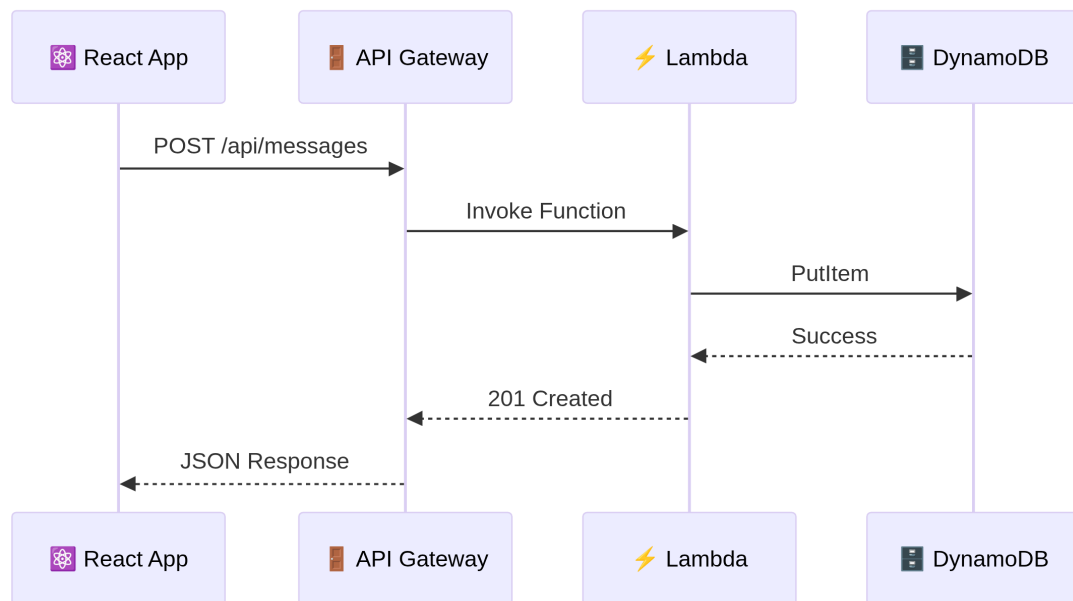 ⚛️ React App
🚪 API Gateway
⚡ Lambda
🗄️ DynamoDB
POST /api/messages
Invoke Function
PutItem
Success
201 Created
JSON Response
⚛️ React App
🚪 API Gateway
⚡ Lambda
🗄️ DynamoDB